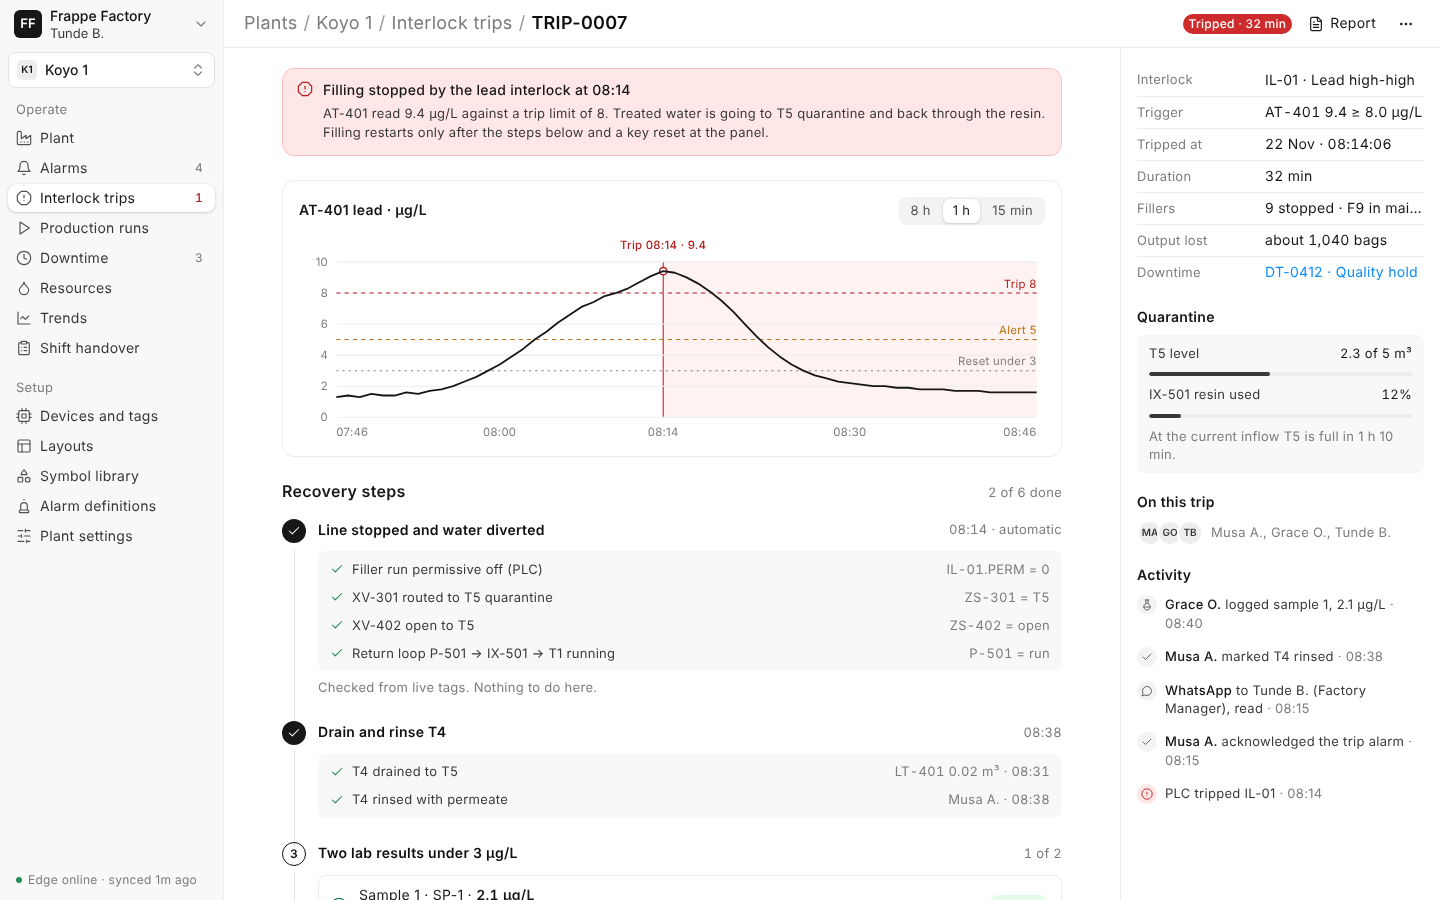 FF
Frappe Factory
Tunde B.
K1
Koyo 1
Operate
Plant
Alarms 4
Interlock trips 1
Production runs
Downtime 3
Resources
Trends
Shift handover
Setup
Devices and tags
Layouts
Symbol library
Alarm definitions
Plant settings
Edge online · synced 1m ago
Plants / Koyo 1 / Interlock trips / TRIP-0007
Tripped · 32 min
Report
Filling stopped by the lead interlock at 08:14
AT-401 read 9.4 µg/L against a trip limit of 8. Treated water is going to T5 quarantine and back through the resin.
Filling restarts only after the steps below and a key reset at the panel.
AT-401 lead · µg/L
8 h 1 h 15 min
Trip 08:14 · 9.4
10
8
6
4
2
0
Trip 8
Alert 5
Reset under 3
07:46 08:00 08:14 08:30 08:46
Recovery steps 2 of 6 done
Line stopped and water diverted 08:14 · automatic
Filler run permissive off (PLC) IL-01.PERM = 0
XV-301 routed to T5 quarantine ZS-301 = T5
XV-402 open to T5 ZS-402 = open
Return loop P-501 → IX-501 → T1 running P-501 = run
Checked from live tags. Nothing to do here.
Drain and rinse T4 08:38
T4 drained to T5 LT-401 0.02 m³ · 08:31
T4 rinsed with permeate Musa A. · 08:38
3 Two lab results under 3 µg/L 1 of 2
Sample 1 · SP-1 · 2.1 µg/L
Interlock IL-01 · Lead high-high
Trigger AT-401 9.4 ≥ 8.0 µg/L
Tripped at 22 Nov · 08:14:06
Duration 32 min
Fillers 9 stopped · F9 in mai...
Output lost about 1,040 bags
Downtime DT-0412 · Quality hold
Quarantine
T5 level 2.3 of 5 m³
IX-501 resin used 12%
At the current inflow T5 is full in 1 h 10
min.
On this trip
MA GO TB Musa A., Grace O., Tunde B.
Activity
Grace O. logged sample 1, 2.1 µg/L ·
08:40
Musa A. marked T4 rinsed · 08:38
WhatsApp to Tunde B. (Factory
Manager), read · 08:15
Musa A. acknowledged the trip alarm ·
08:15
PLC tripped IL-01 · 08:14